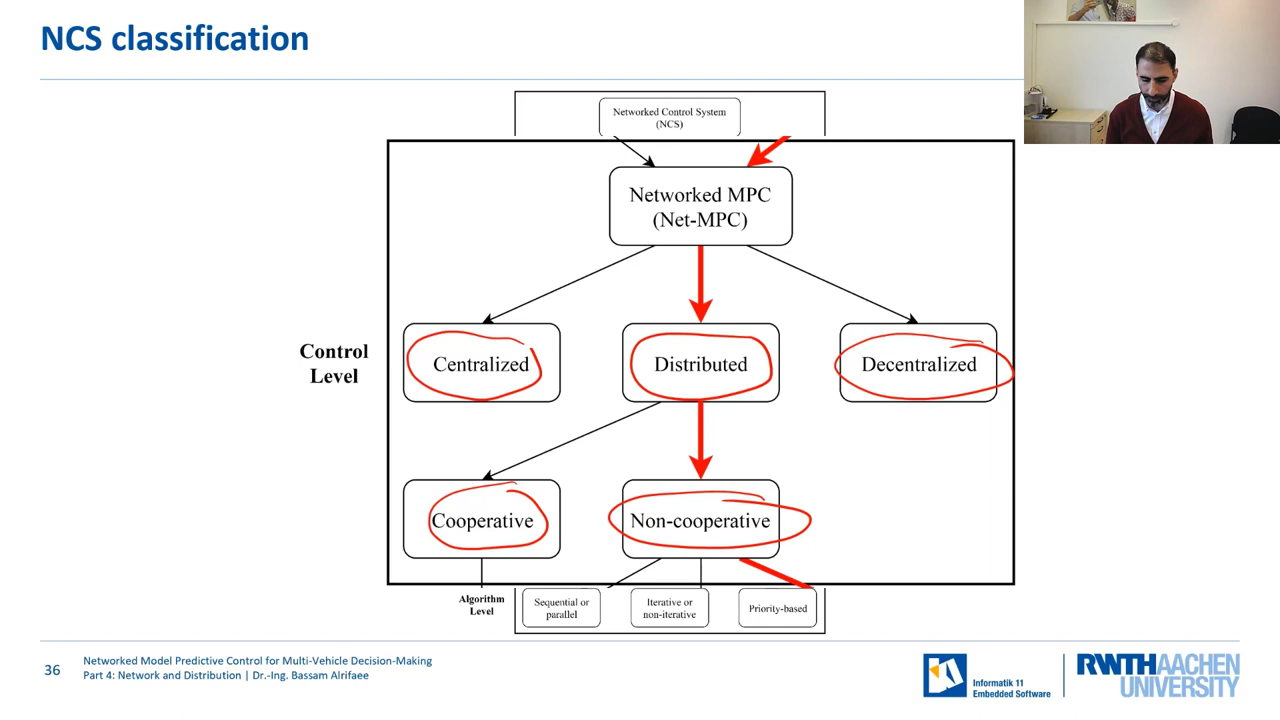 NCS classification
Networked Control System
(NCS)
Networked MPC
(Net-MPC)
Control
Level
Centralized
Distributed
Decentralized
Cooperative
Non-cooperative
Algorithm
Level
Sequential or
parallel
Iterative or
non-iterative
Priority-based
36
Networked Model Predictive Control for Multi-Vehicle Decision-Making
Part 4: Network and Distribution | Dr.-Ing. Bassam Alrifaee
Informatik 11
Embedded Software
RWTHAACHEN
UNIVERSITY